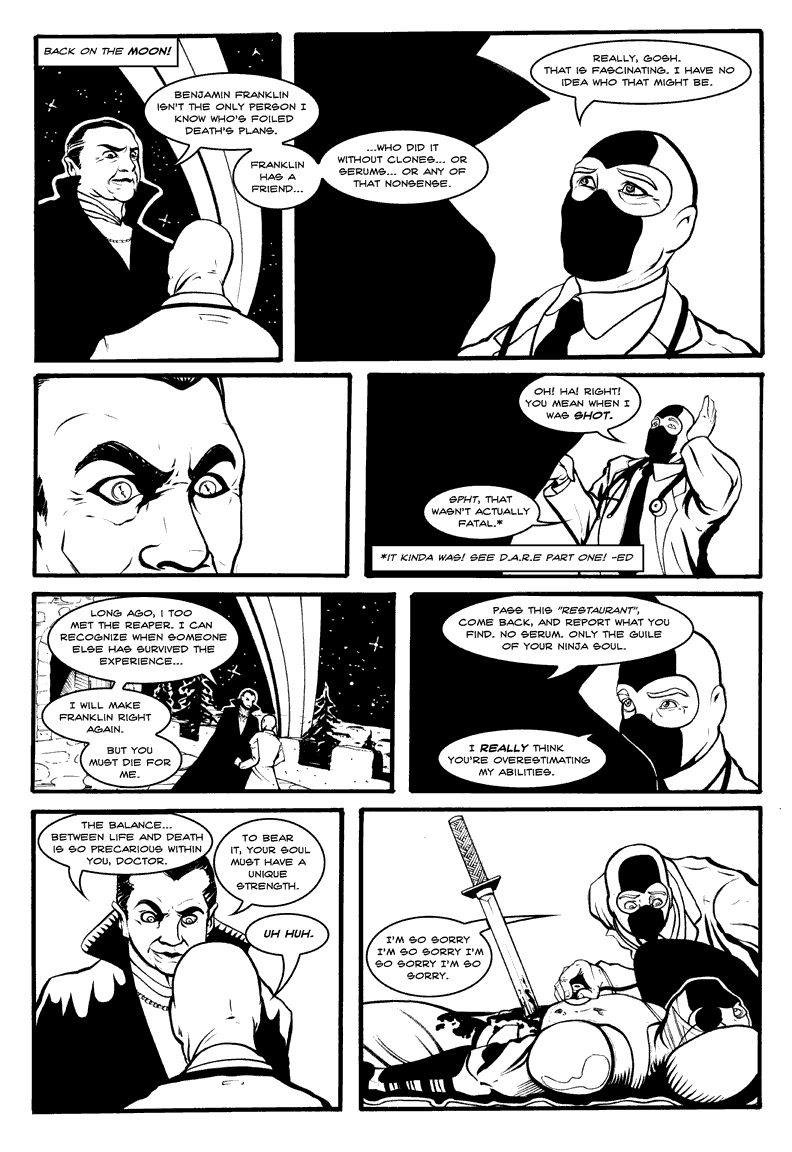 BACK ON THE MOON!
BENJAMIN FRANKLIN
ISN'T THE ONLY PERSON I
KNOW WHO'S FOILED
DEATH'S PLANS.
FRANKLIN
HAS A
FRIEND...
...WHO DID IT
WITHOUT CLONES... OR
SERUMS... OR ANY OF
THAT NONSENSE.
REALLY, GOSH.
THAT IS FASCINATING. I HAVE NO
IDEA WHO THAT MIGHT BE.
OH! HA! RIGHT!
YOU MEAN WHEN I
WAS SHOT.
SPHT, THAT
WASN'T ACTUALLY
FATAL.*
*IT KINDA WAS! SEE D.A.R.E PART ONE! -ED
LONG AGO, I TOO
MET THE REAPER. I CAN
RECOGNIZE WHEN SOMEONE
ELSE HAS SURVIVED THE
EXPERIENCE...
I WILL MAKE
FRANKLIN RIGHT
AGAIN.
BUT YOU
MUST DIE FOR
ME.
PASS THIS "RESTAURANT",
COME BACK, AND REPORT WHAT YOU
FIND. NO SERUM. ONLY THE GUILE
OF YOUR NINJA SOUL.
I REALLY THINK
YOU'RE OVERESTIMATING
MY ABILITIES.
THE BALANCE...
BETWEEN LIFE AND DEATH
IS SO PRECARIOUS WITHIN
YOU, DOCTOR.
TO BEAR
IT, YOUR SOUL
MUST HAVE A
UNIQUE
STRENGTH.
UH HUH.
I'M SO SORRY
I'M SO SORRY I'M
SO SORRY I'M SO
SORRY.